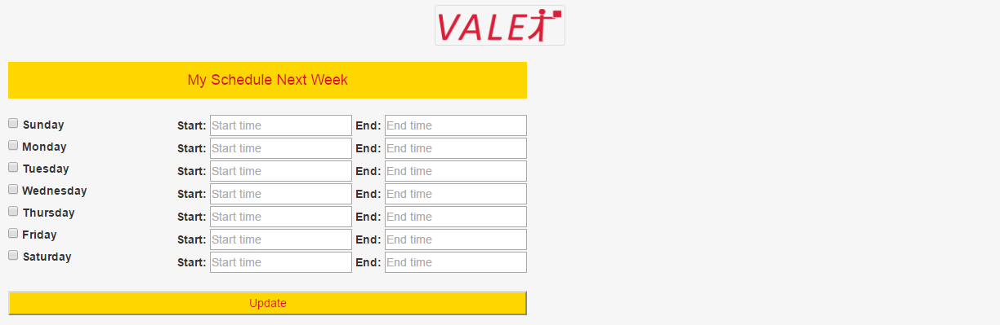 VALET
My Schedule Next Week
Sunday Start: Start time End: End time
Monday Start: Start time End: End time
Tuesday Start: Start time End: End time
Wednesday Start: Start time End: End time
Thursday Start: Start time End: End time
Friday Start: Start time End: End time
Saturday Start: Start time End: End time
Update